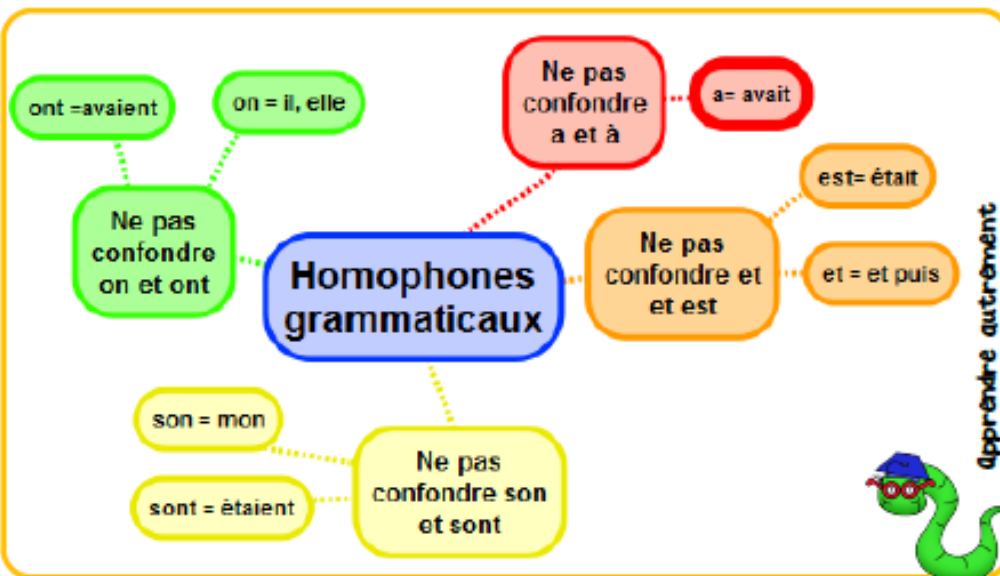 ont =avaient
on = il, elle
Ne pas
confondre
on et ont
Ne pas
confondre
a et à
a= avait
Homophones
grammaticaux
Ne pas
confondre et
et est
est= était
et = et puis
son = mon
sont = étaient
Ne pas
confondre son
et sont
apprendre autrement